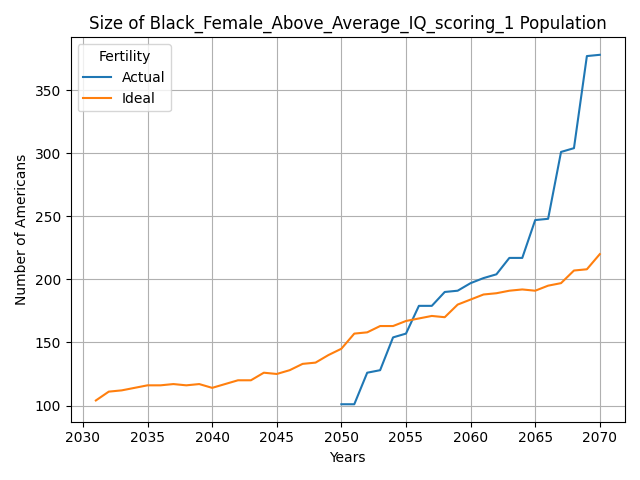 Size of Black_Female_Above_Average_IQ_scoring_1 Population
Fertility
Actual
Ideal
Number of Americans
350
300
250
200
150
100
2030 2035 2040 2045 2050 2055 2060 2065 2070
Years